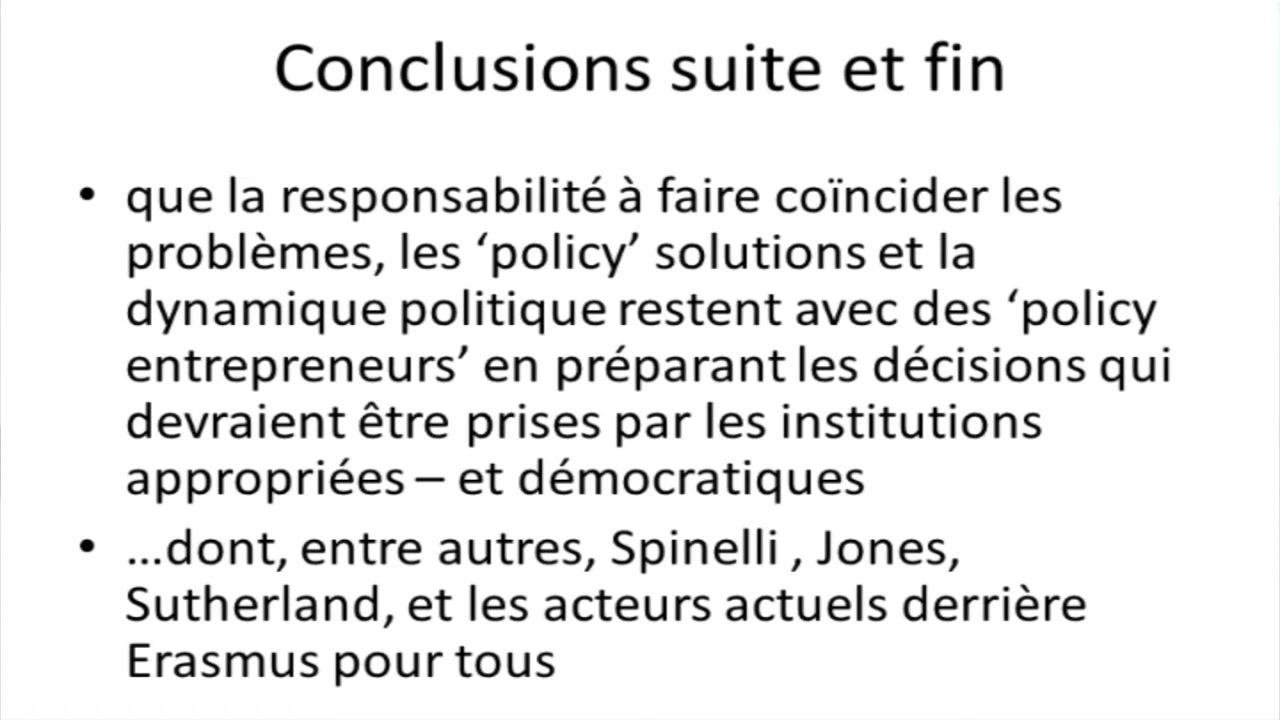 Conclusions suite et fin
• que la responsabilité à faire coïncider les
problèmes, les ‘policy’ solutions et la
dynamique politique restent avec des ‘policy
entrepreneurs’ en préparant les décisions qui
devraient être prises par les institutions
appropriées – et démocratiques
• …dont, entre autres, Spinelli , Jones,
Sutherland, et les acteurs actuels derrière
Erasmus pour tous